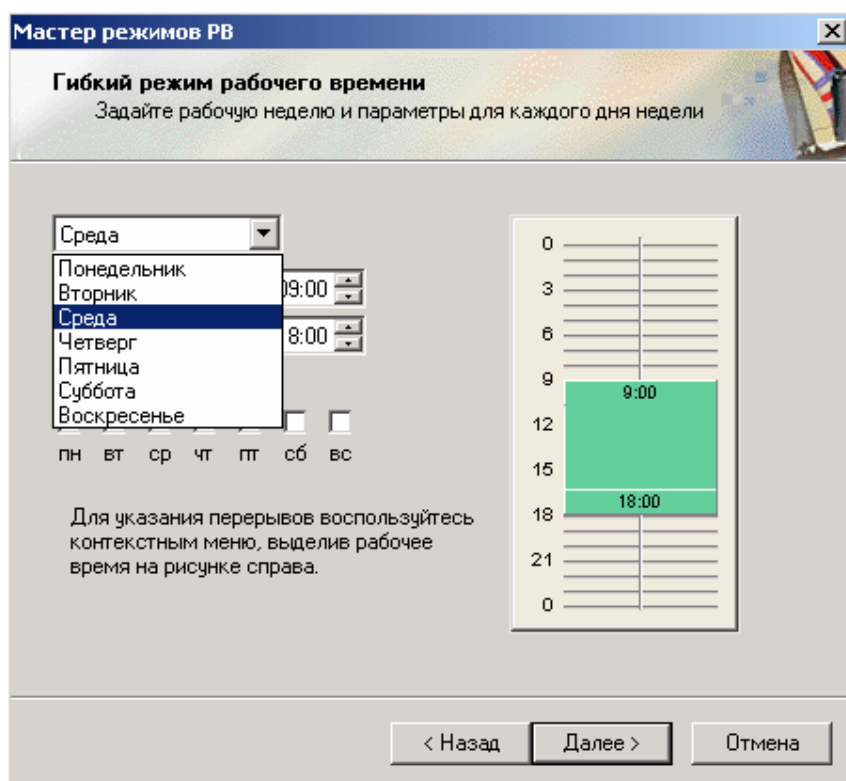 Мастер режимов РВ
Гибкий режим рабочего времени
Задайте рабочую неделю и параметры для каждого дня недели
Среда
Понедельник
Вторник
Среда
Четверг
Пятница
Суббота
Воскресенье
09:00
8:00
пн вт ср чт пт сб вс
Для указания перерывов воспользуйтесь
контекстным меню, выделив рабочее
время на рисунке справа.
0
3
6
9
12
15
18
21
0
9:00
18:00
< Назад
Далее >
Отмена